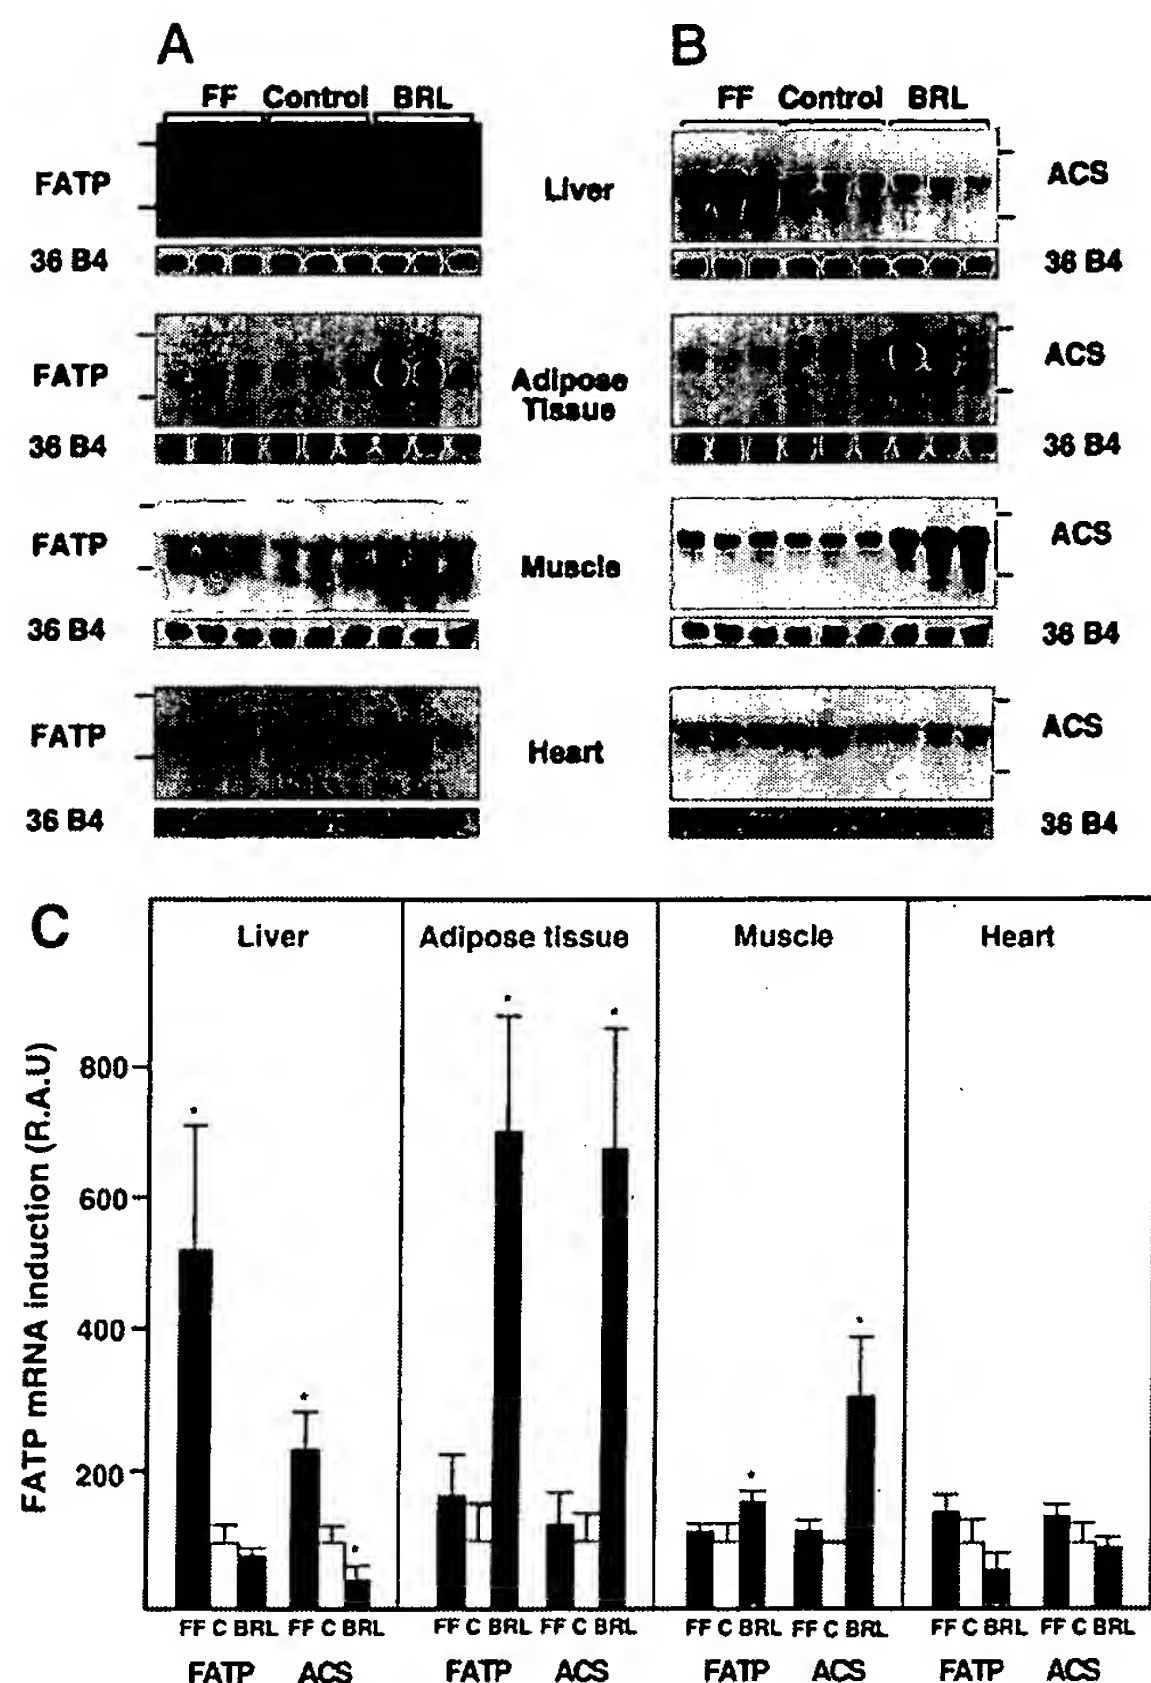 A
B
FF Control BRL
FF Control BRL
FATP
Liver
ACS
36 B4
36 B4
FATP
Adipose
Tissue
ACS
36 B4
36 B4
FATP
Muscle
ACS
36 B4
36 B4
FATP
Heart
ACS
36 B4
36 B4
C
Liver
Adipose tissue
Muscle
Heart
FATP mRNA induction (R.A.U)
800
600
400
200
* * * * * * *
FF C BRL FF C BRL FF C BRL FF C BRL FF C BRL FF C BRL FF C BRL FF C BRL
FATP ACS FATP ACS FATP ACS FATP ACS